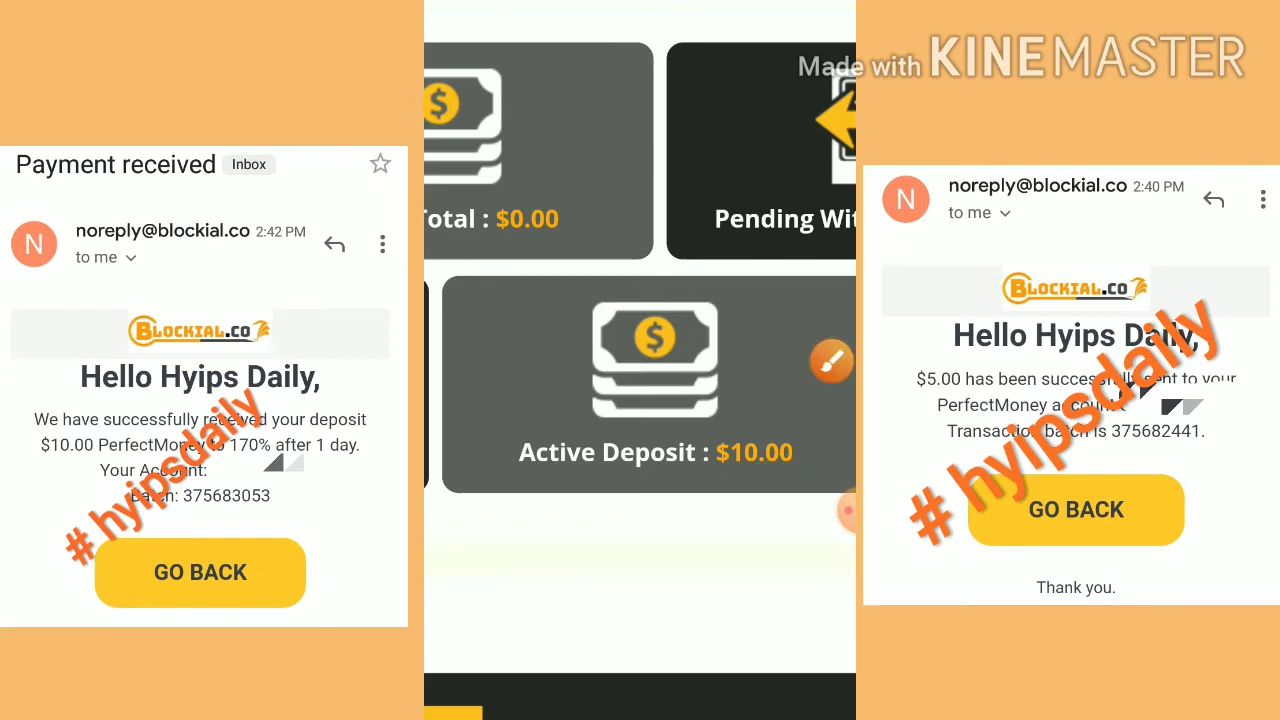 Payment received Inbox
N
noreply@blockial.co 2:42 PM
to me
BLOCKIAL.CO
Hello Hyips Daily,
We have successfully received your deposit
$10.00 PerfectMoney to 170% after 1 day.
Your Account:
Batch: 375683053
# hyipsdaily
GO BACK
otal : $0.00
Pending Wit
Active Deposit : $10.00
Made with KINEMASTER
N
noreply@blockial.co 2:40 PM
to me
BLOCKIAL.CO
Hello Hyips Daily,
$5.00 has been successfully sent to your
PerfectMoney account
Transaction batch is 375682441.
# hyipsdaily
GO BACK
Thank you.